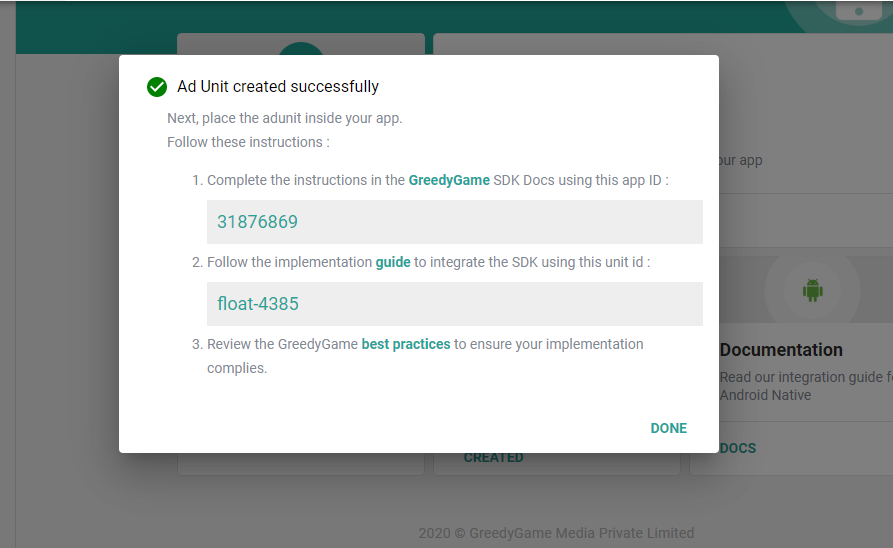 Ad Unit created successfully
Next, place the adunit inside your app.
Follow these instructions :
1. Complete the instructions in the GreedyGame SDK Docs using this app ID :
31876869
2. Follow the implementation guide to integrate the SDK using this unit id :
float-4385
3. Review the GreedyGame best practices to ensure your implementation
complies.
DONE
our app
Documentation
Read our integration guide f
Android Native
CREATED
DOCS
2020 © GreedyGame Media Private Limited